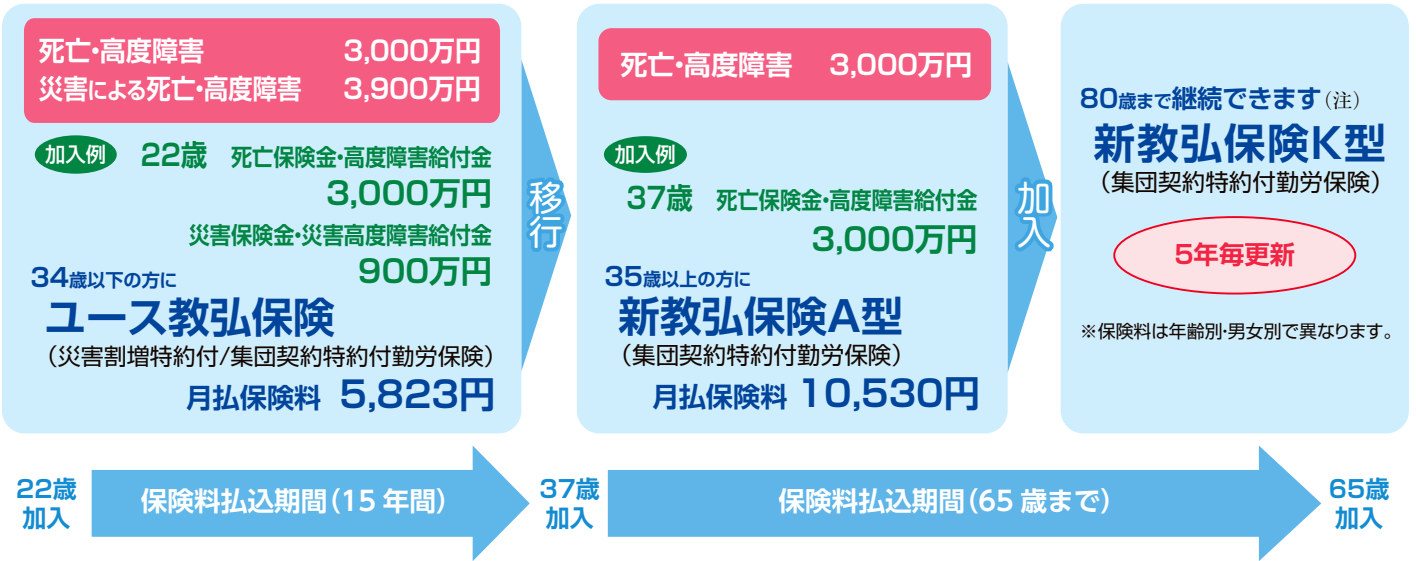 死亡・高度障害 3,000万円
災害による死亡・高度障害 3,900万円
加入例 22歳 死亡保険金・高度障害給付金
3,000万円
災害保険金・災害高度障害給付金
900万円
34歳以下の方に
ユース教弘保険
（災害割増特約付/集団契約特約付勤労保険）
月払保険料 5,823円
移行
死亡・高度障害 3,000万円
加入例
37歳 死亡保険金・高度障害給付金
3,000万円
35歳以上の方に
新教弘保険A型
（集団契約特約付勤労保険）
月払保険料 10,530円
加入
80歳まで継続できます（注）
新教弘保険K型
（集団契約特約付勤労保険）
5年毎更新
※保険料は年齢別・男女別で異なります。
22歳
加入
保険料払込期間（15年間）
37歳
加入
保険料払込期間（65歳まで）
65歳
加入